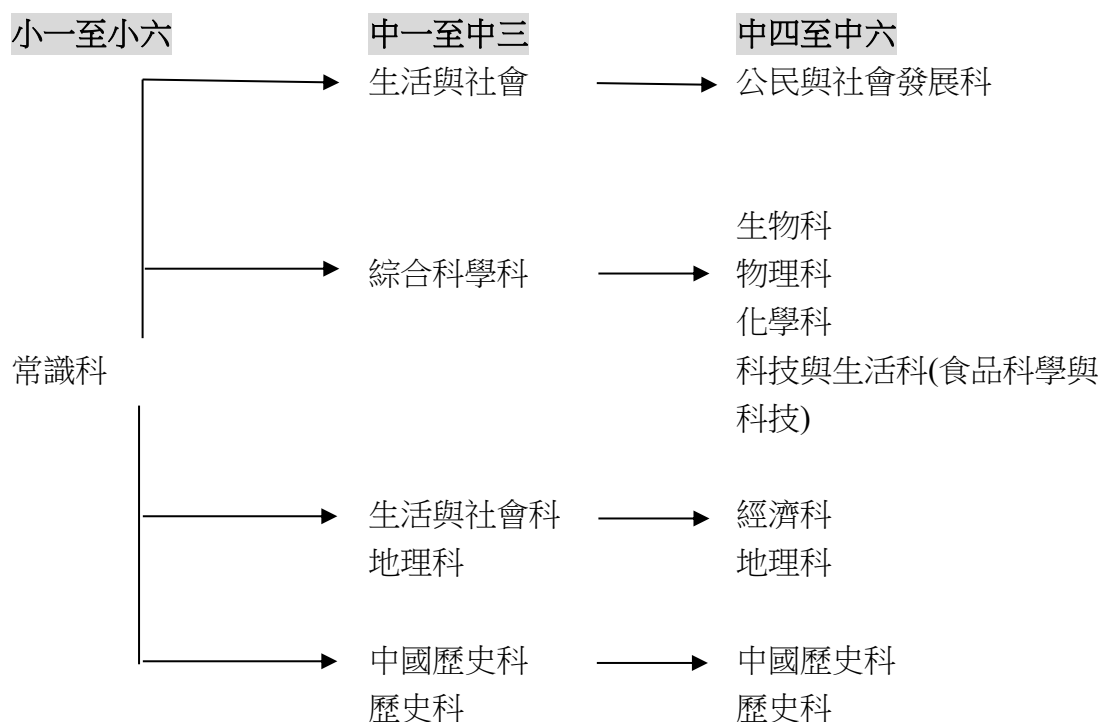 小一至小六 中一至中三 中四至中六
生活與社會 公民與社會發展科
生物科
綜合科學科 物理科
化學科
常識科 科技與生活科(食品科學與
科技)
生活與社會科 經濟科
地理科 地理科
中國歷史科 中國歷史科
歷史科 歷史科